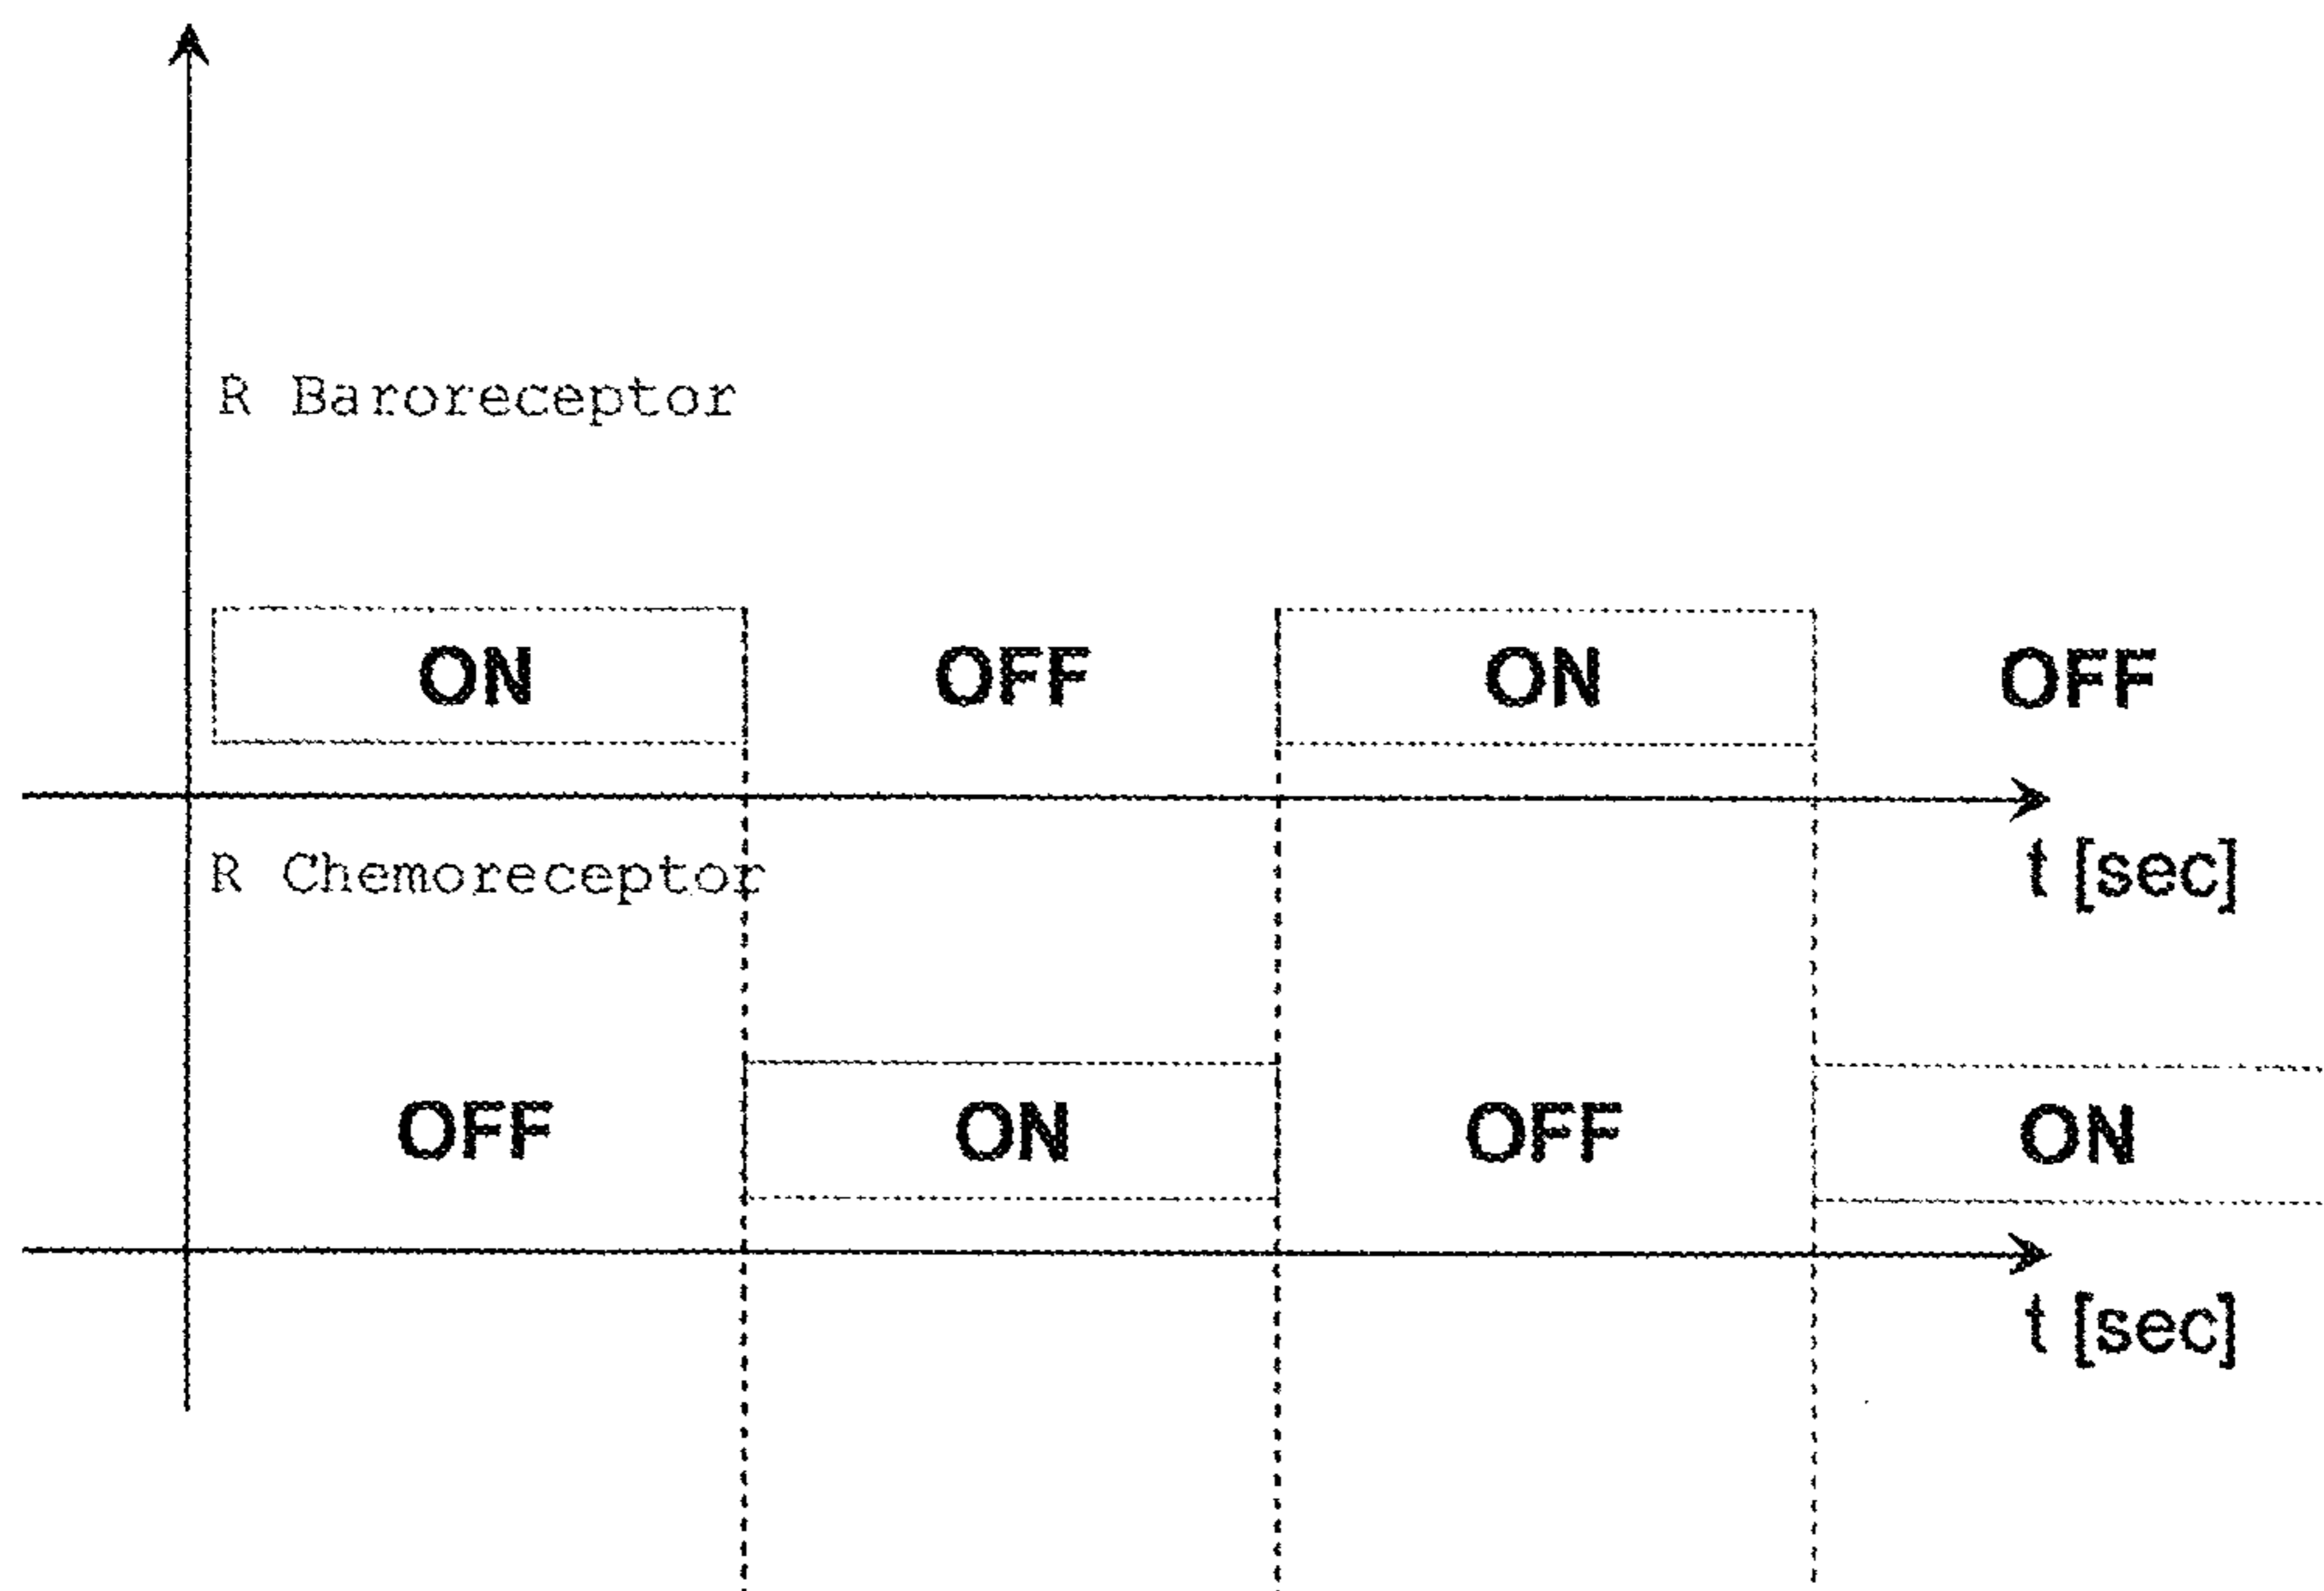 R Baroreceptor
ON OFF ON OFF
t [sec]
R Chemoreceptor
OFF ON OFF ON
t [sec]